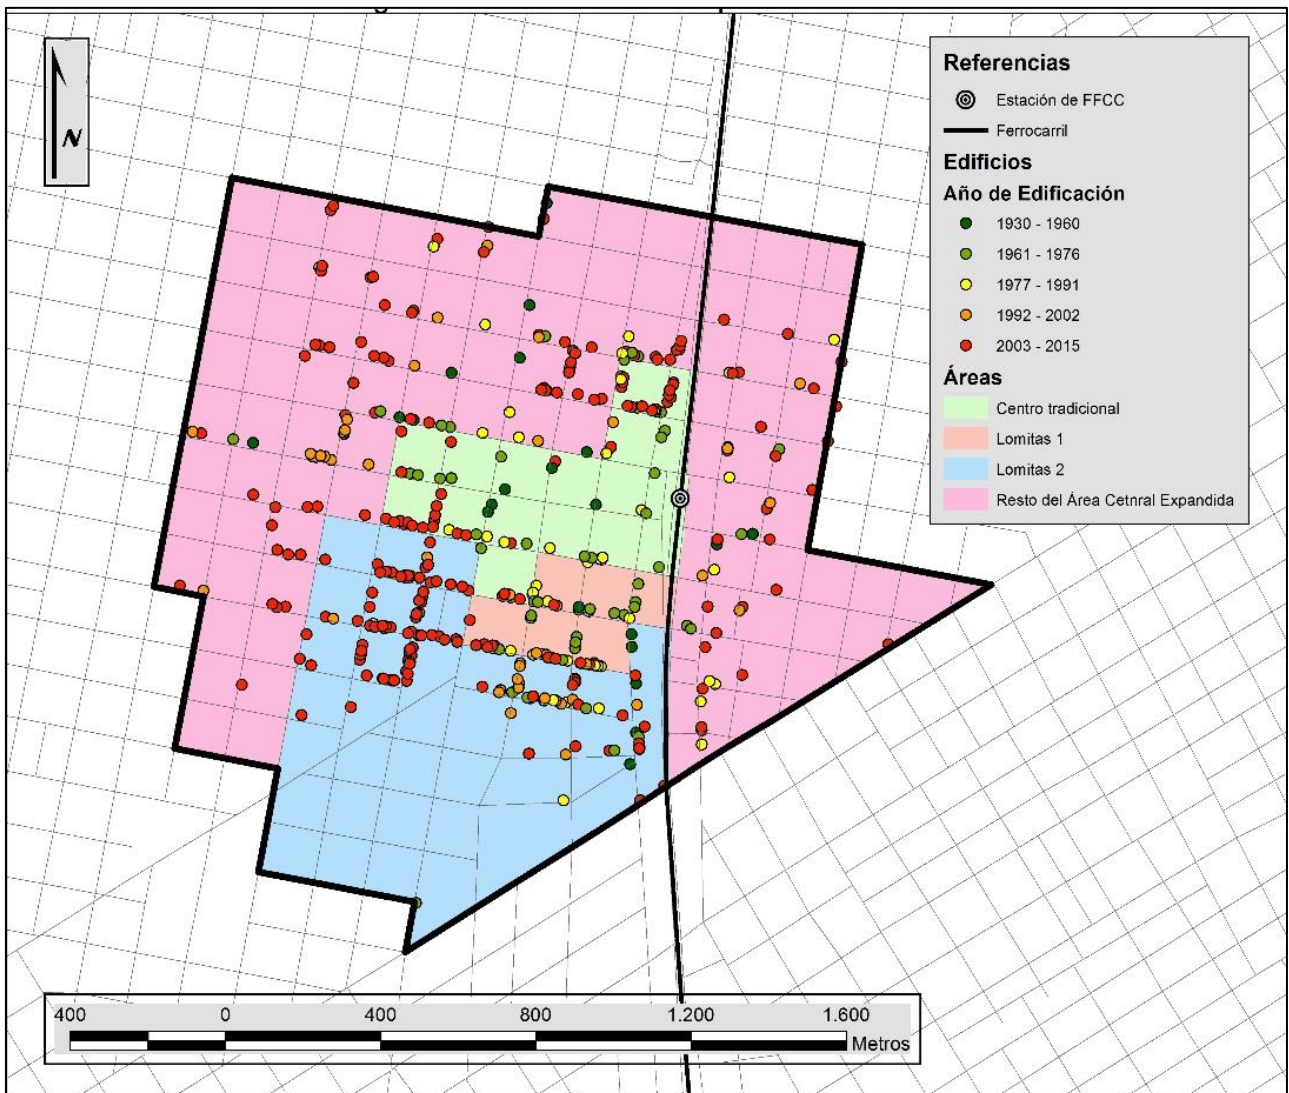 N
Referencias
Estación de FFCC
Ferrocarril
Edificios
Año de Edificación
1930 - 1960
1961 - 1976
1977 - 1991
1992 - 2002
2003 - 2015
Áreas
Centro tradicional
Lomitas 1
Lomitas 2
Resto del Área Cetnral Expandida
400 0 400 800 1.200 1.600
Metros